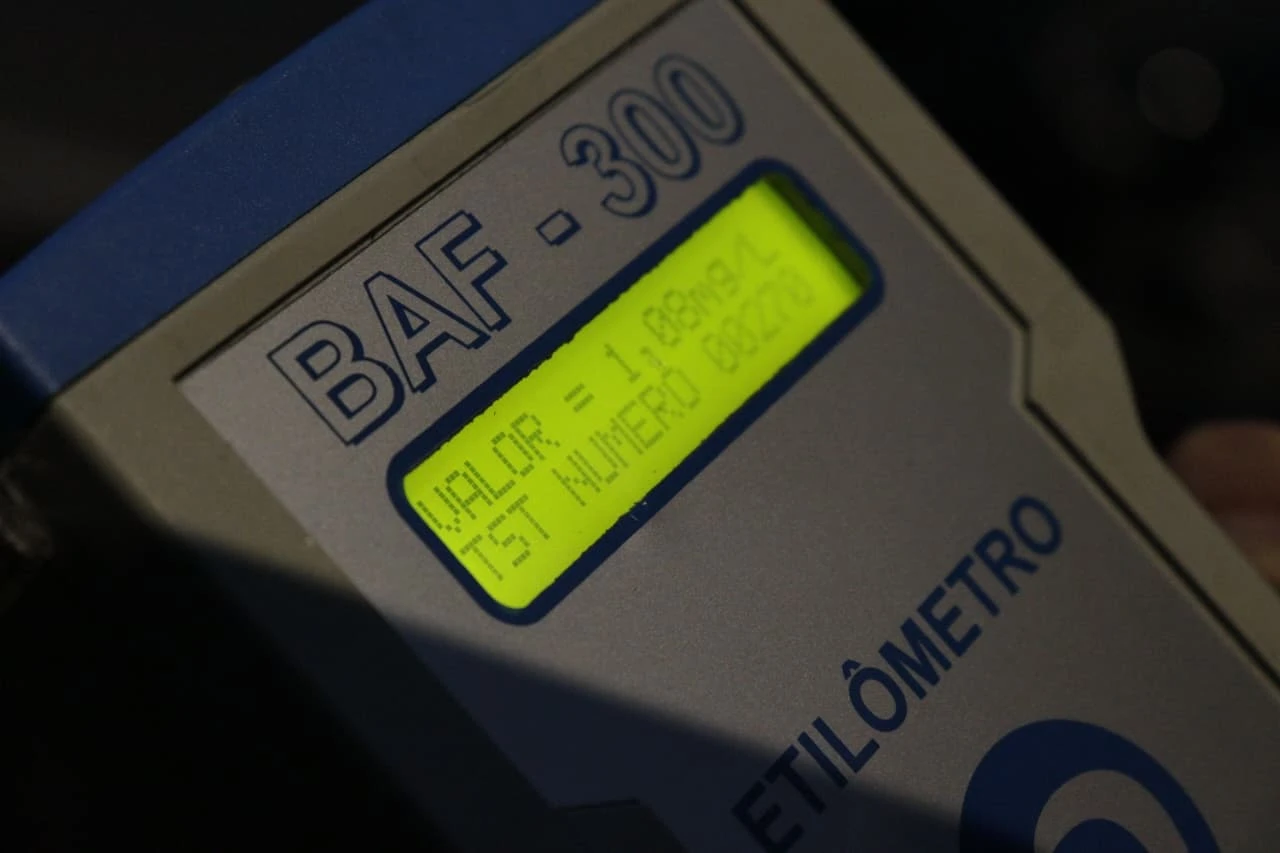 BAF - 300
VALOR = 1,08mg/L
TST NUMERO 00270
ETILÔMETRO